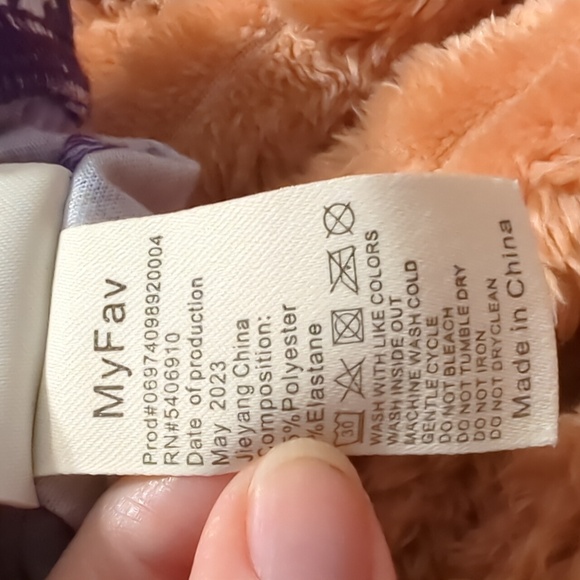 MyFav
Prod#06974098920004
RN#5406910
Date of production
May 2023
Jieyang China
Composition:
%Polyester
%Elastane
30
WASH WITH LIKE COLORS
WASH INSIDE OUT
MACHINE WASH COLD
GENTLE CYCLE
DO NOT BLEACH
DO NOT TUMBLE DRY
DO NOT IRON
DO NOT DRYCLEAN
Made in China